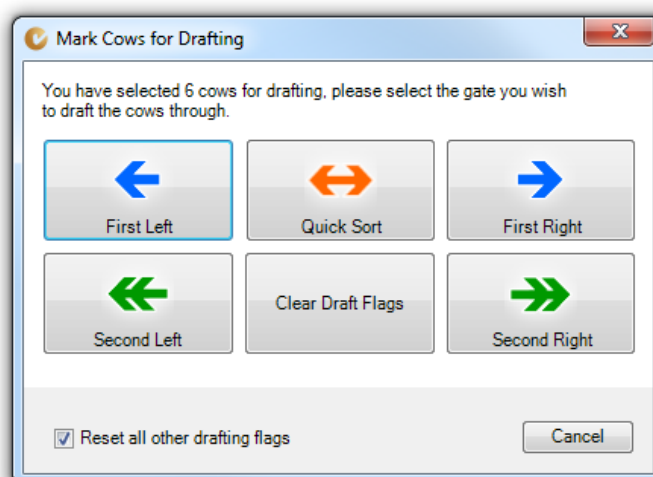 Mark Cows for Drafting
You have selected 6 cows for drafting, please select the gate you wish
to draft the cows through.
First Left
Quick Sort
First Right
Second Left
Clear Draft Flags
Second Right
Reset all other drafting flags
Cancel